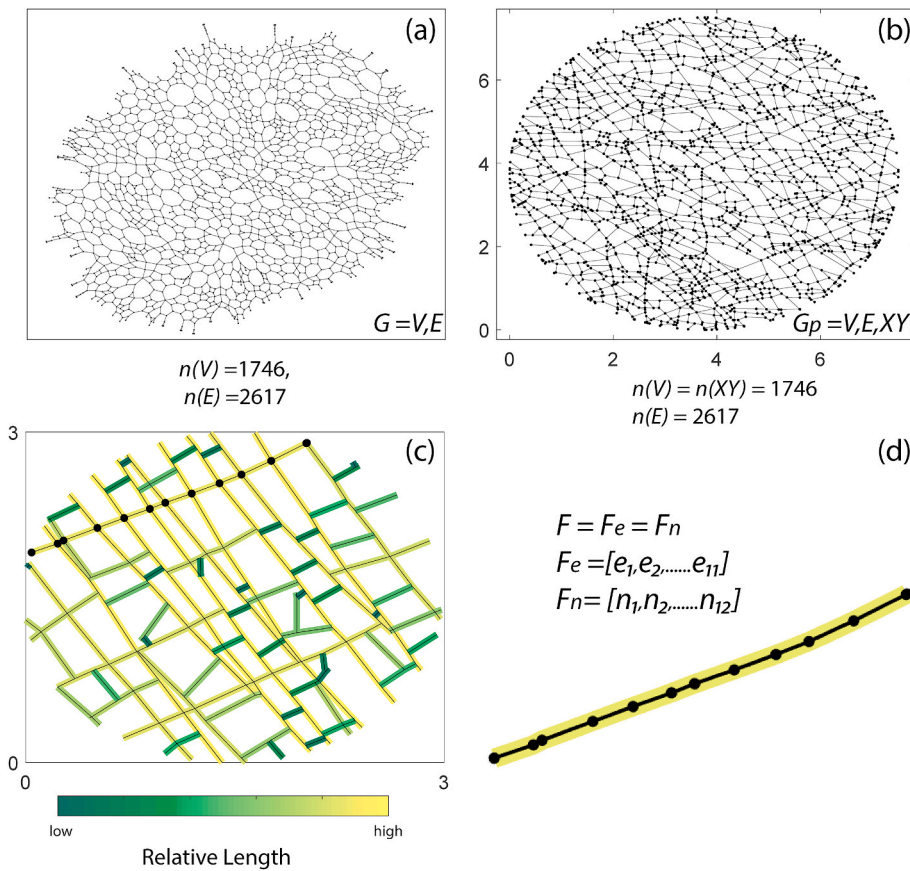 (a)
G =V,E
n(V) =1746,
n(E) =2617
(b)
6
4
2
0
0
2
4
6
Gp=V,E,XY
n(V) = n(XY) = 1746
n(E) = 2617
(c)
3
0
0
3
low
high
Relative Length
(d)
F = Fe = Fn
Fe =[e1,e2,......e11]
Fn= [n1,n2,......n12]